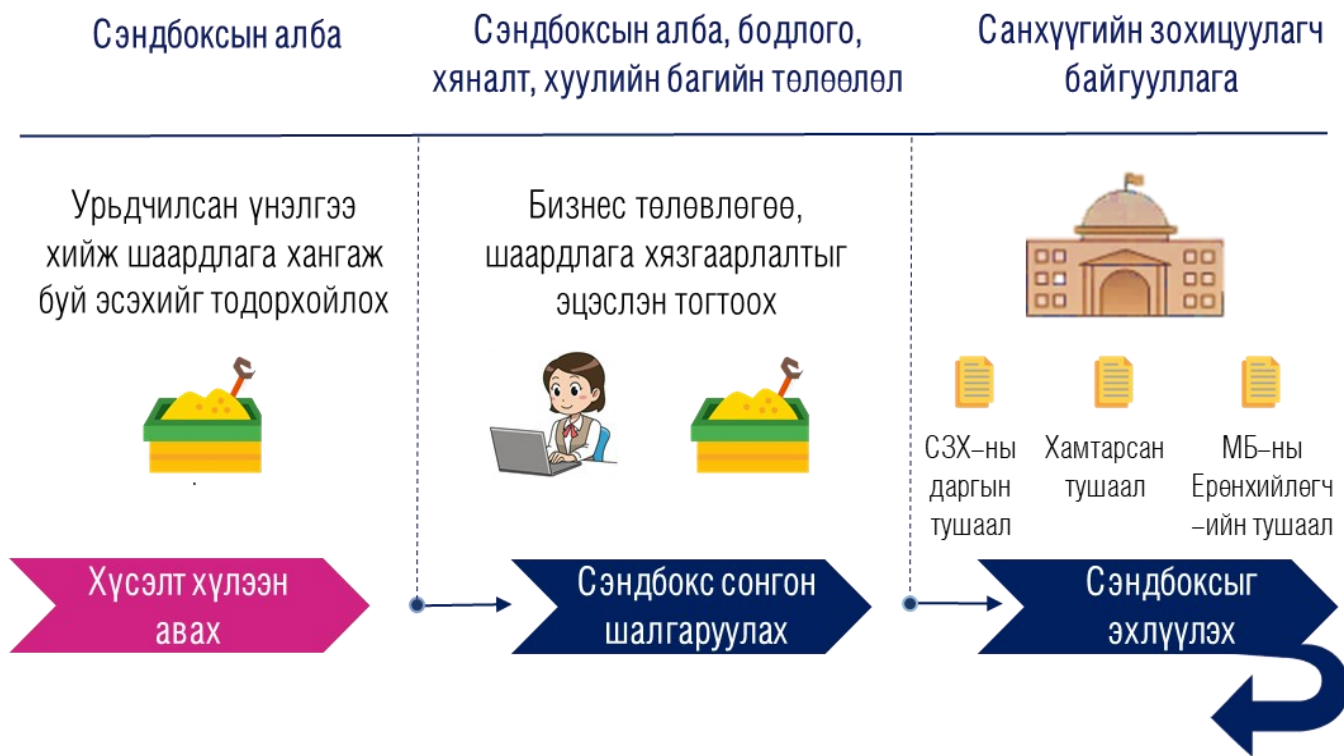 Сэндбоксын алба
Сэндбоксын алба, бодлого,
хяналт, хуулийн багийн төлөөлөл
Санхүүгийн зохицуулагч
байгууллага
Урьдчилсан үнэлгээ
хийж шаардлага хангаж
буй эсэхийг тодорхойлох
Бизнес төлөвлөгөө,
шаардлага хязгаарлалтыг
эцэслэн тогтоох
СЗХ–ны
даргын
тушаал
Хамтарсан
тушаал
МБ–ны
Ерөнхийлөгч
–ийн тушаал
Хүсэлт хүлээн
авах
Сэндбокс сонгон
шалгаруулах
Сэндбоксыг
эхлүүлэх